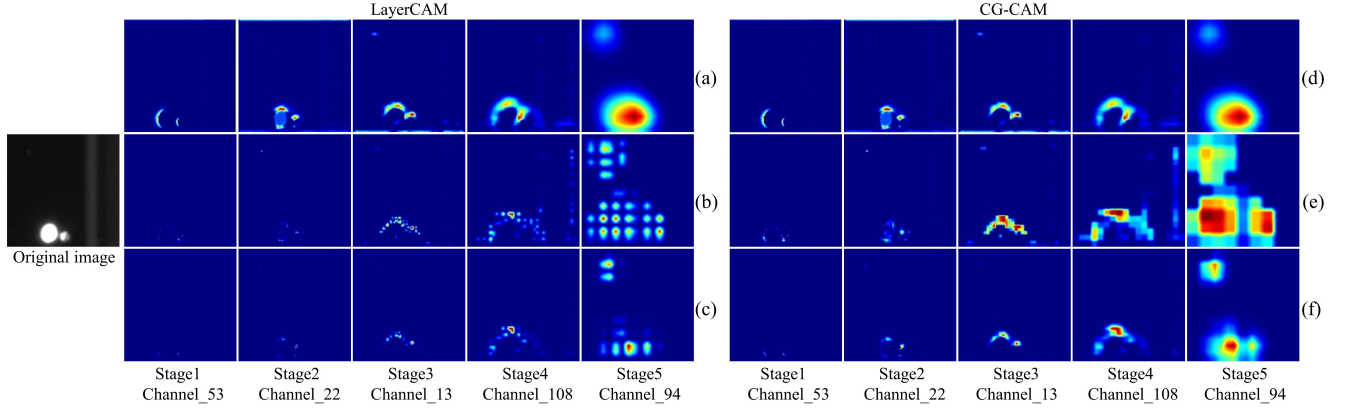 LayerCAM
CG-CAM
(a)
(d)
(b)
(e)
Original image
(c)
(f)
Stage1
Channel_53
Stage2
Channel_22
Stage3
Channel_13
Stage4
Channel_108
Stage5
Channel_94
Stage1
Channel_53
Stage2
Channel_22
Stage3
Channel_13
Stage4
Channel_108
Stage5
Channel_94